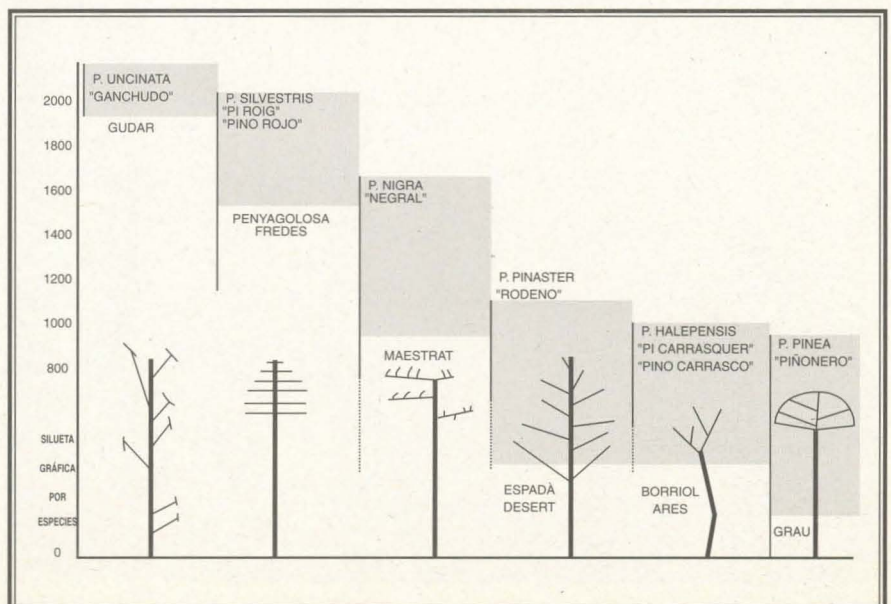 2000
1800
1600
1400
1200
1000
800
SILUETA
GRÁFICA
POR
ESPECIES
0
P. UNCINATA
"GANCHUDO"
GUDAR
P. SILVESTRIS
"PI ROIG"
"PINO ROJO"
PENYAGOLOSA
FREDES
P. NIGRA
"NEGRAL"
MAESTRAT
P. PINASTER
"RODENO"
ESPADÀ
DESERT
P. HALEPENSIS
"PI CARRASQUER"
"PINO CARRASCO"
BORRIOL
ARES
P. PINEA
"PIÑONERO"
GRAU